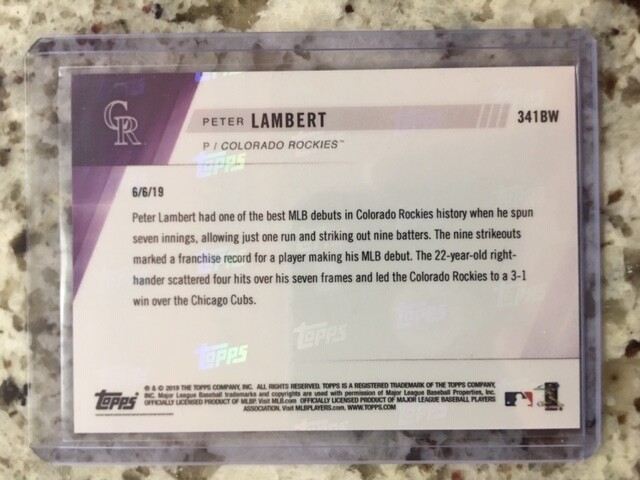 CR
PETER LAMBERT
341BW
P / COLORADO ROCKIES™
TOPPS
6/6/19
Peter Lambert had one of the best MLB debuts in Colorado Rockies history when he spun
seven innings, allowing just one run and striking out nine batters. The nine strikeouts
marked a franchise record for a player making his MLB debut. The 22-year-old right-
hander scattered four hits over his seven frames and led the Colorado Rockies to a 3-1
win over the Chicago Cubs.
TOPPS
TOPPS
Topps
® & © 2019 THE TOPPS COMPANY, INC. ALL RIGHTS RESERVED. TOPPS IS A REGISTERED TRADEMARK OF THE TOPPS COMPANY,
INC. Major League Baseball trademarks and copyrights are used with permission of Major League Baseball Properties, Inc.
OFFICIALLY LICENSED PRODUCT OF MLBP. Visit MLB.com OFFICIALLY LICENSED PRODUCT OF MAJOR LEAGUE BASEBALL PLAYERS
ASSOCIATION. Visit MLBPLAYERS.com. WWW.TOPPS.COM